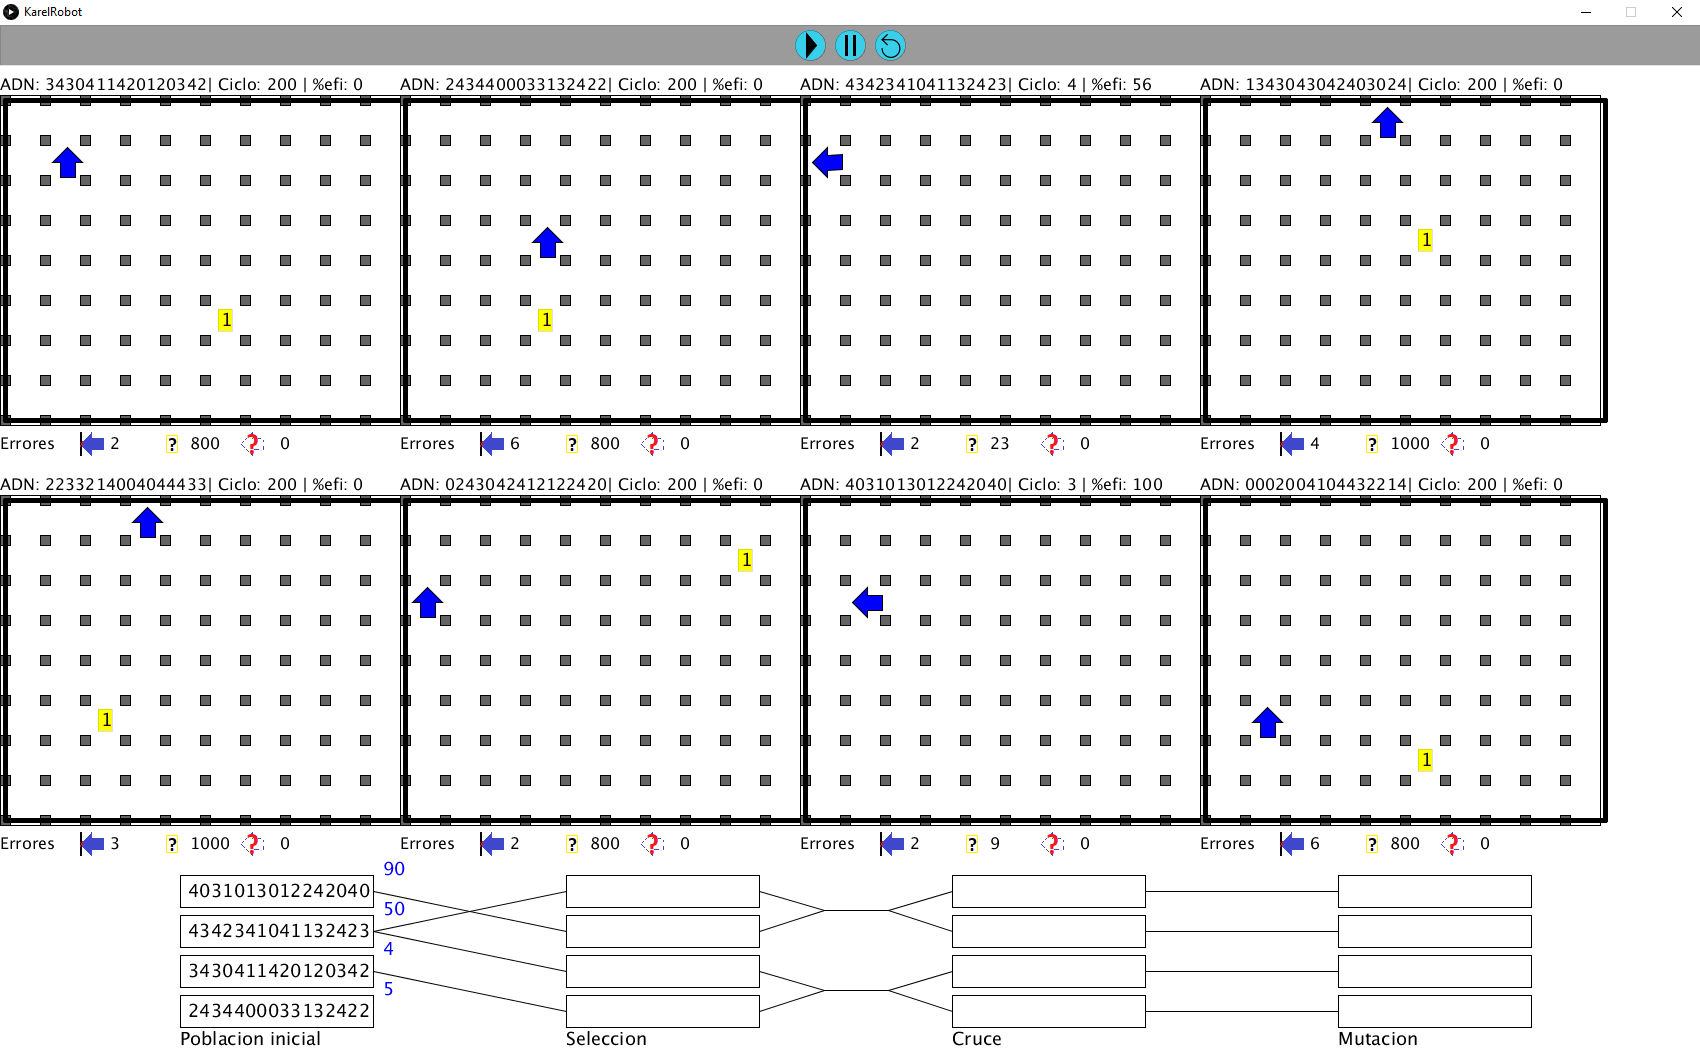 KarelRobot
ADN: 3430411420120342| Ciclo: 200 | %efi: 0
ADN: 2434400033132422| Ciclo: 200 | %efi: 0
ADN: 4342341041132423| Ciclo: 4 | %efi: 56
ADN: 1343043042403024| Ciclo: 200 | %efi: 0
1
1
1
Errores 2 ? 800 ? 0
Errores 6 ? 800 ? 0
Errores 2 ? 23 ? 0
Errores 4 ? 1000 ? 0
ADN: 2233214004044433| Ciclo: 200 | %efi: 0
ADN: 0243042412122420| Ciclo: 200 | %efi: 0
ADN: 4031013012242040| Ciclo: 3 | %efi: 100
ADN: 0002004104432214| Ciclo: 200 | %efi: 0
1
1
1
Errores 3 ? 1000 ? 0
Errores 2 ? 800 ? 0
Errores 2 ? 9 ? 0
Errores 6 ? 800 ? 0
90
4031013012242040
50
4342341041132423
4
3430411420120342
5
2434400033132422
Poblacion inicial
Seleccion
Cruce
Mutacion